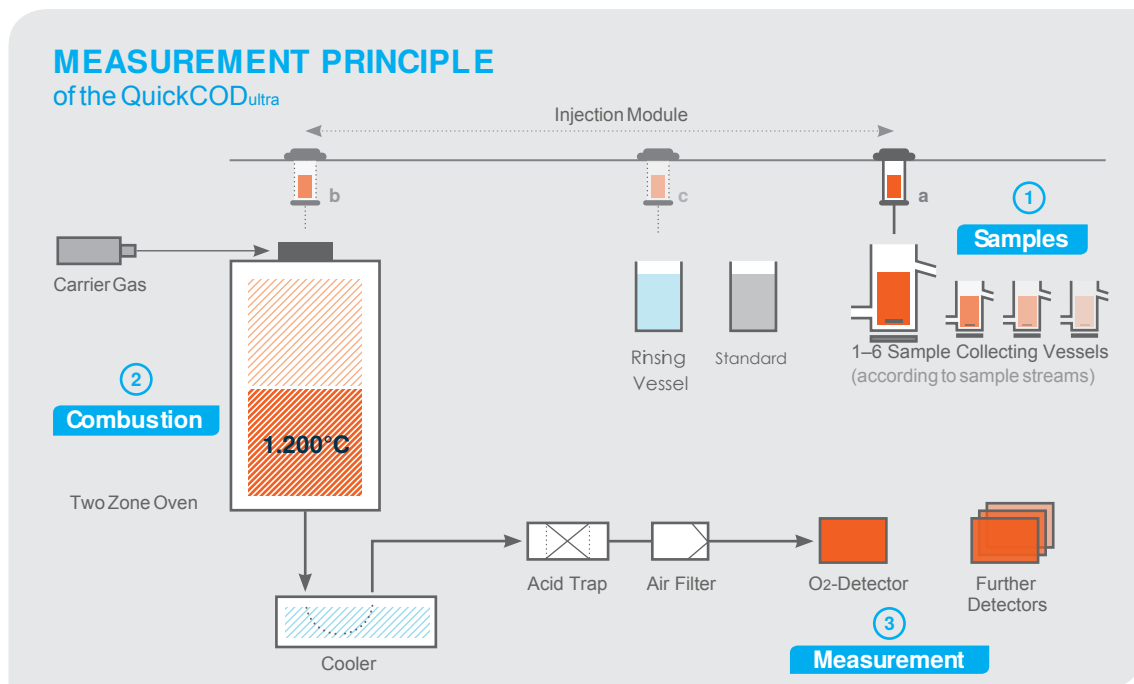 MEASUREMENT PRINCIPLE
of the QuickCODultra
Injection Module
b
c
a
1
Samples
Carrier Gas
Rinsing
Vessel
Standard
1–6 Sample Collecting Vessels
(according to sample streams)
2
Combustion
1.200°C
Two Zone Oven
Acid Trap
Air Filter
O2-Detector
Further
Detectors
3
Measurement
Cooler